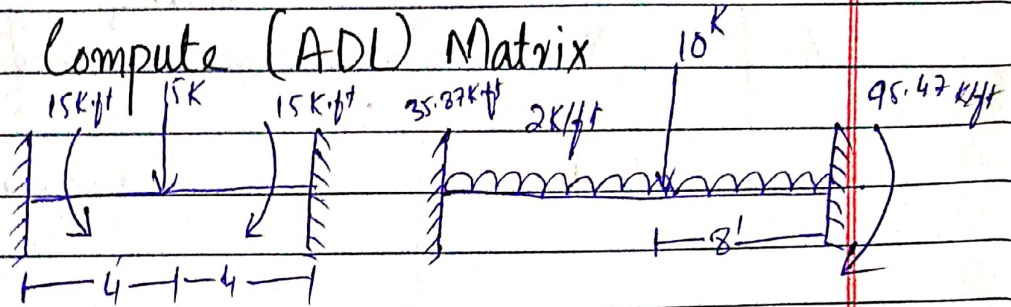 Compute (ADL) Matrix
10ᴷ
15K.ft 15K 15K.ft. 35.37K.ft 2K/ft 95.47 K/ft
8'
4' 4